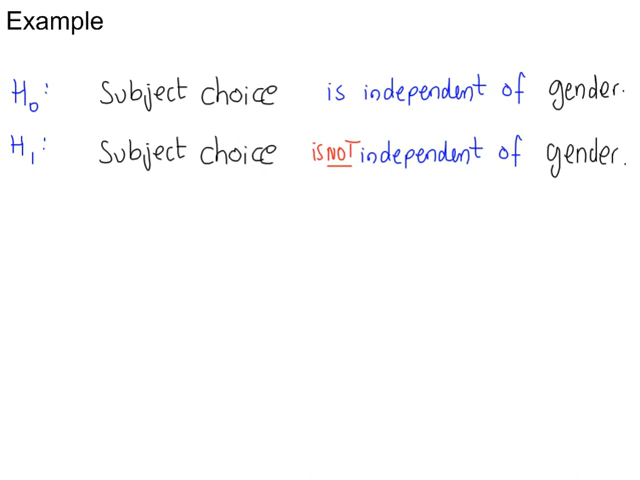 Example
H₀: Subject choice is independent of gender.
H₁: Subject choice is NOT independent of gender.